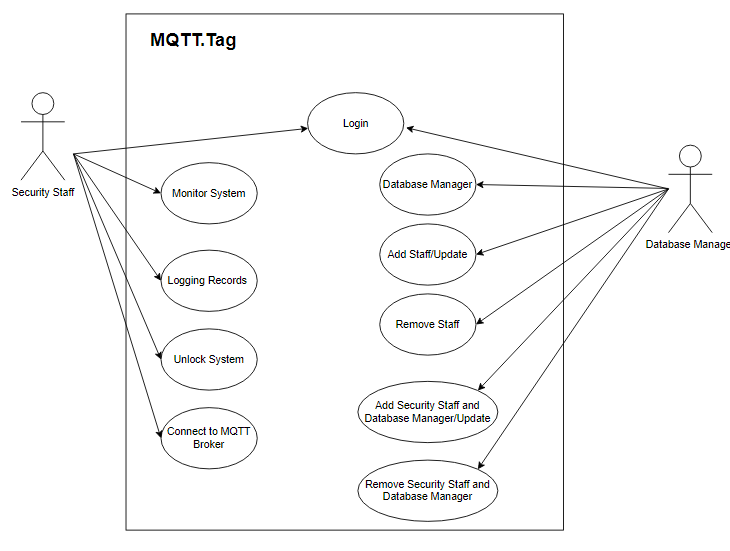 MQTT.Tag
Login
Security Staff
Monitor System
Database Manager
Database Manage
Add Staff/Update
Logging Records
Remove Staff
Unlock System
Add Security Staff and
Database Manager/Update
Connect to MQTT
Broker
Remove Security Staff and
Database Manager